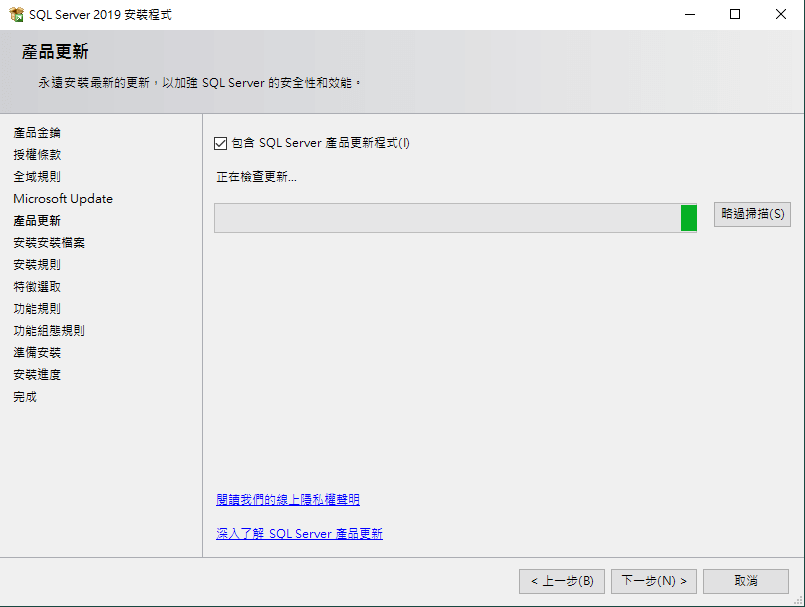 SQL Server 2019 安裝程式
產品更新
永遠安裝最新的更新，以加強 SQL Server 的安全性和效能。
產品金鑰
授權條款
全域規則
Microsoft Update
產品更新
安裝安裝檔案
安裝規則
特徵選取
功能規則
功能組態規則
準備安裝
安裝進度
完成
包含 SQL Server 產品更新程式(I)
正在檢查更新...
略過掃描(S)
閱讀我們的線上隱私權聲明
深入了解 SQL Server 產品更新
< 上一步(B)
下一步(N) >
取消